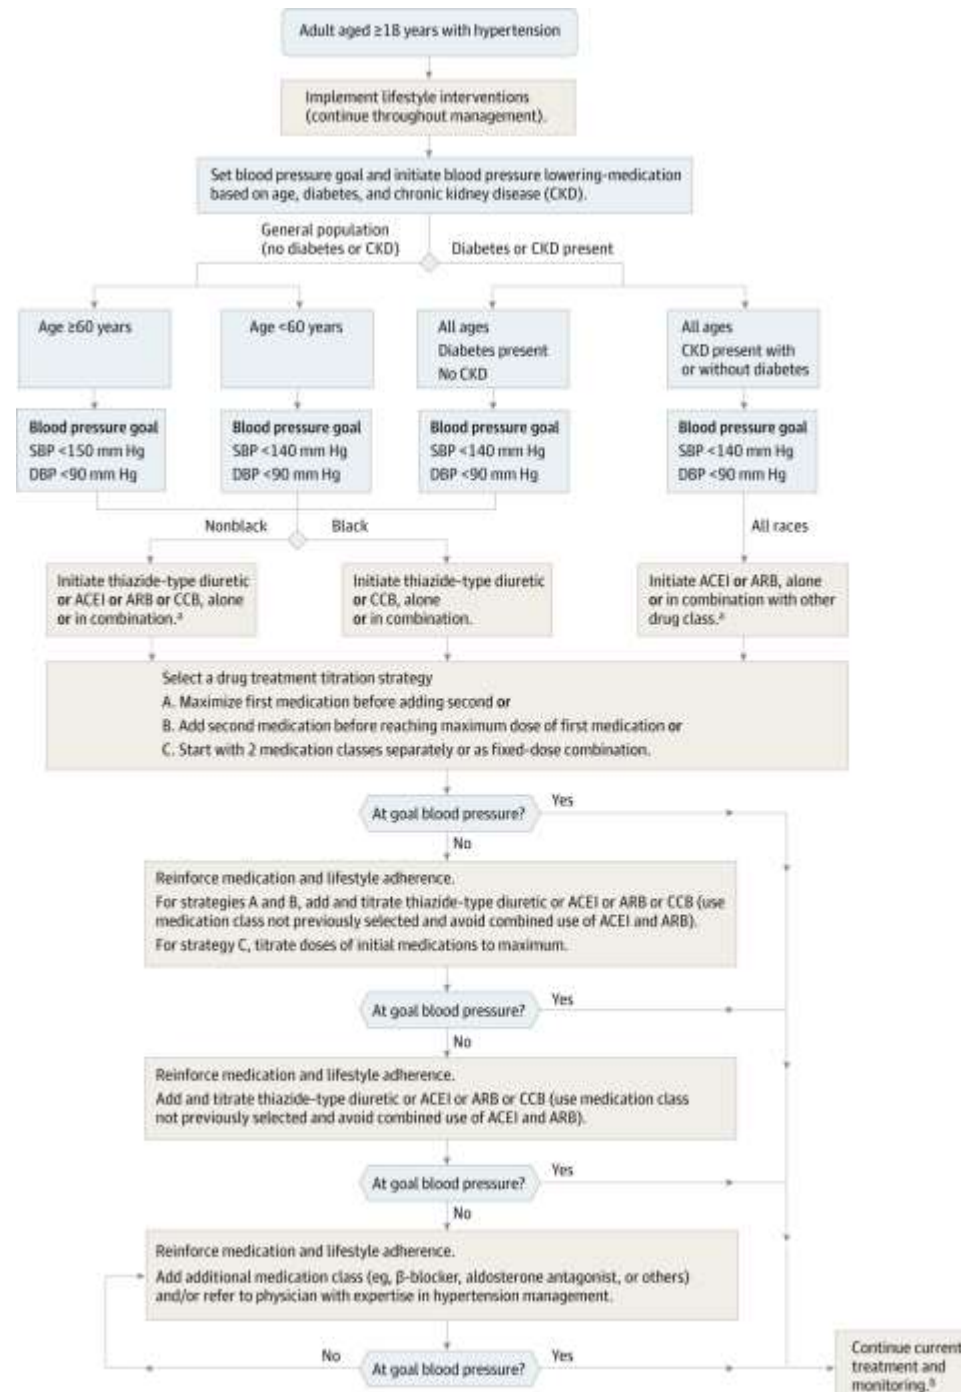 Adult aged ≥18 years with hypertension
Implement lifestyle interventions
(continue throughout management).
Set blood pressure goal and initiate blood pressure lowering-medication
based on age, diabetes, and chronic kidney disease (CKD).
General population
(no diabetes or CKD)
Diabetes or CKD present
Age ≥60 years
Age <60 years
All ages
Diabetes present
No CKD
All ages
CKD present with
or without diabetes
Blood pressure goal
SBP <150 mm Hg
DBP <90 mm Hg
Blood pressure goal
SBP <140 mm Hg
DBP <90 mm Hg
Blood pressure goal
SBP <140 mm Hg
DBP <90 mm Hg
Blood pressure goal
SBP <140 mm Hg
DBP <90 mm Hg
Nonblack
Black
All races
Initiate thiazide-type diuretic
or ACEI or ARB or CCB, alone
or in combination.a
Initiate thiazide-type diuretic
or CCB, alone
or in combination.
Initiate ACEI or ARB, alone
or in combination with other
drug class.a
Select a drug treatment titration strategy
A. Maximize first medication before adding second or
B. Add second medication before reaching maximum dose of first medication or
C. Start with 2 medication classes separately or as fixed-dose combination.
At goal blood pressure?
Yes
No
Reinforce medication and lifestyle adherence.
For strategies A and B, add and titrate thiazide-type diuretic or ACEI or ARB or CCB (use
medication class not previously selected and avoid combined use of ACEI and ARB).
For strategy C, titrate doses of initial medications to maximum.
At goal blood pressure?
Yes
No
Reinforce medication and lifestyle adherence.
Add and titrate thiazide-type diuretic or ACEI or ARB or CCB (use medication class
not previously selected and avoid combined use of ACEI and ARB).
At goal blood pressure?
Yes
No
Reinforce medication and lifestyle adherence.
Add additional medication class (eg, β-blocker, aldosterone antagonist, or others)
and/or refer to physician with expertise in hypertension management.
No
At goal blood pressure?
Yes
Continue current
treatment and
monitoring.b